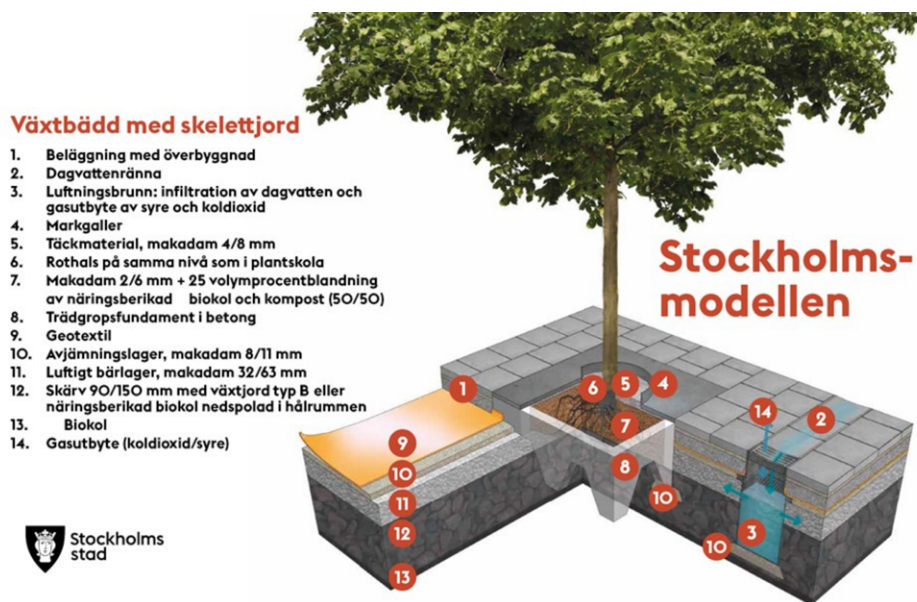 Växtbädd med skelettjord
1. Beläggning med överbyggnad
2. Dagvattenränna
3. Luftningsbrunn: infiltration av dagvatten och
gasutbyte av syre och koldioxid
4. Markgaller
5. Täckmaterial, makadam 4/8 mm
6. Rothals på samma nivå som i plantskola
7. Makadam 2/6 mm + 25 volymprocentblandning
av näringsberikad biokol och kompost (50/50)
8. Trädgropsfundament i betong
9. Geotextil
10. Avjämningslager, makadam 8/11 mm
11. Luftigt bärlager, makadam 32/63 mm
12. Skärv 90/150 mm med växtjord typ B eller
näringsberikad biokol nedspolad i hålrummen
13. Biokol
14. Gasutbyte (koldioxid/syre)
Stockholms-
modellen
1
6
5
4
14
2
7
9
8
10
10
11
12
3
10
13
Stockholms
stad